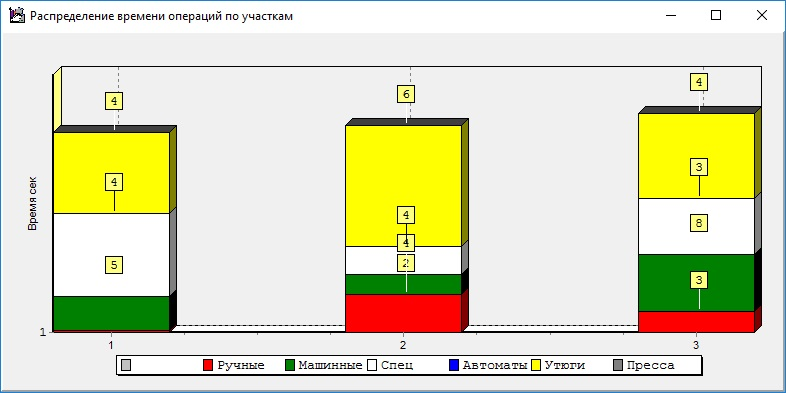 Распределение времени операций по участкам
4
6
4
4
3
4
8
4
5
2
3
Время сек
1
1
2
3
Ручные
Машинные
Спец
Автоматы
Утюги
Пресса